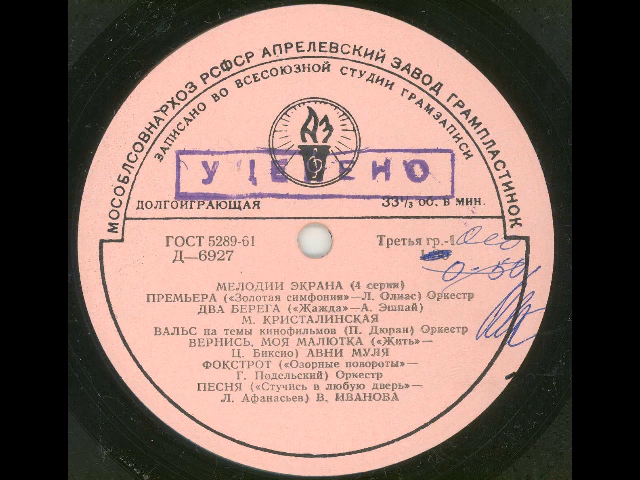 МОСОБЛСОВНАРХОЗ РСФСР АПРЕЛЕВСКИЙ ЗАВОД ГРАМПЛАСТИНОК
ЗАПИСАНО ВО ВСЕСОЮЗНОЙ СТУДИИ ГРАМЗАПИСИ
АЗ
УЦЕНЕНО
ДОЛГОИГРАЮЩАЯ 33⅓ об. в мин.
ГОСТ 5289-61 Третья гр.-1
Д—6927
0-50
МЕЛОДИИ ЭКРАНА (4 серия)
ПРЕМЬЕРА («Золотая симфония»—Л. Олиас) Оркестр
ДВА БЕРЕГА («Жажда»—А. Эшпай)
М. КРИСТАЛИНСКАЯ
ВАЛЬС на темы кинофильмов (П. Дюран) Оркестр
ВЕРНИСЬ, МОЯ МАЛЮТКА («Жить»—
Ц. Биксио) АВНИ МУЛЯ
ФОКСТРОТ («Озорные повороты»—
Г. Подельский) Оркестр
ПЕСНЯ («Стучись в любую дверь»—
Л. Афанасьев) В. ИВАНОВА